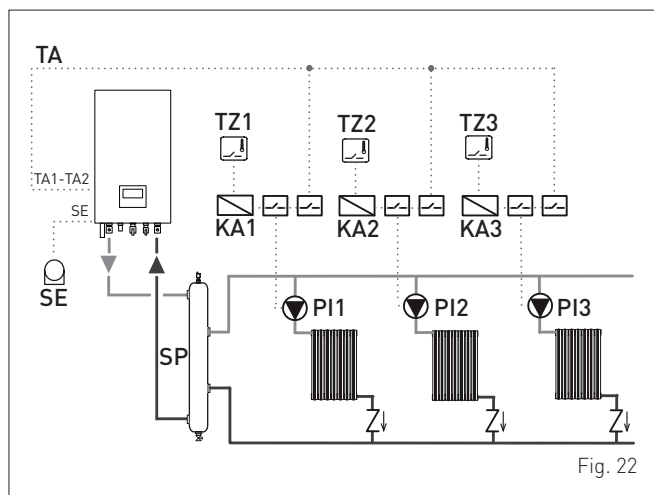 TA
TZ1 TZ2 TZ3
TA1-TA2
SE
KA1 KA2 KA3
SE
PI1 PI2 PI3
SP
Fig. 22